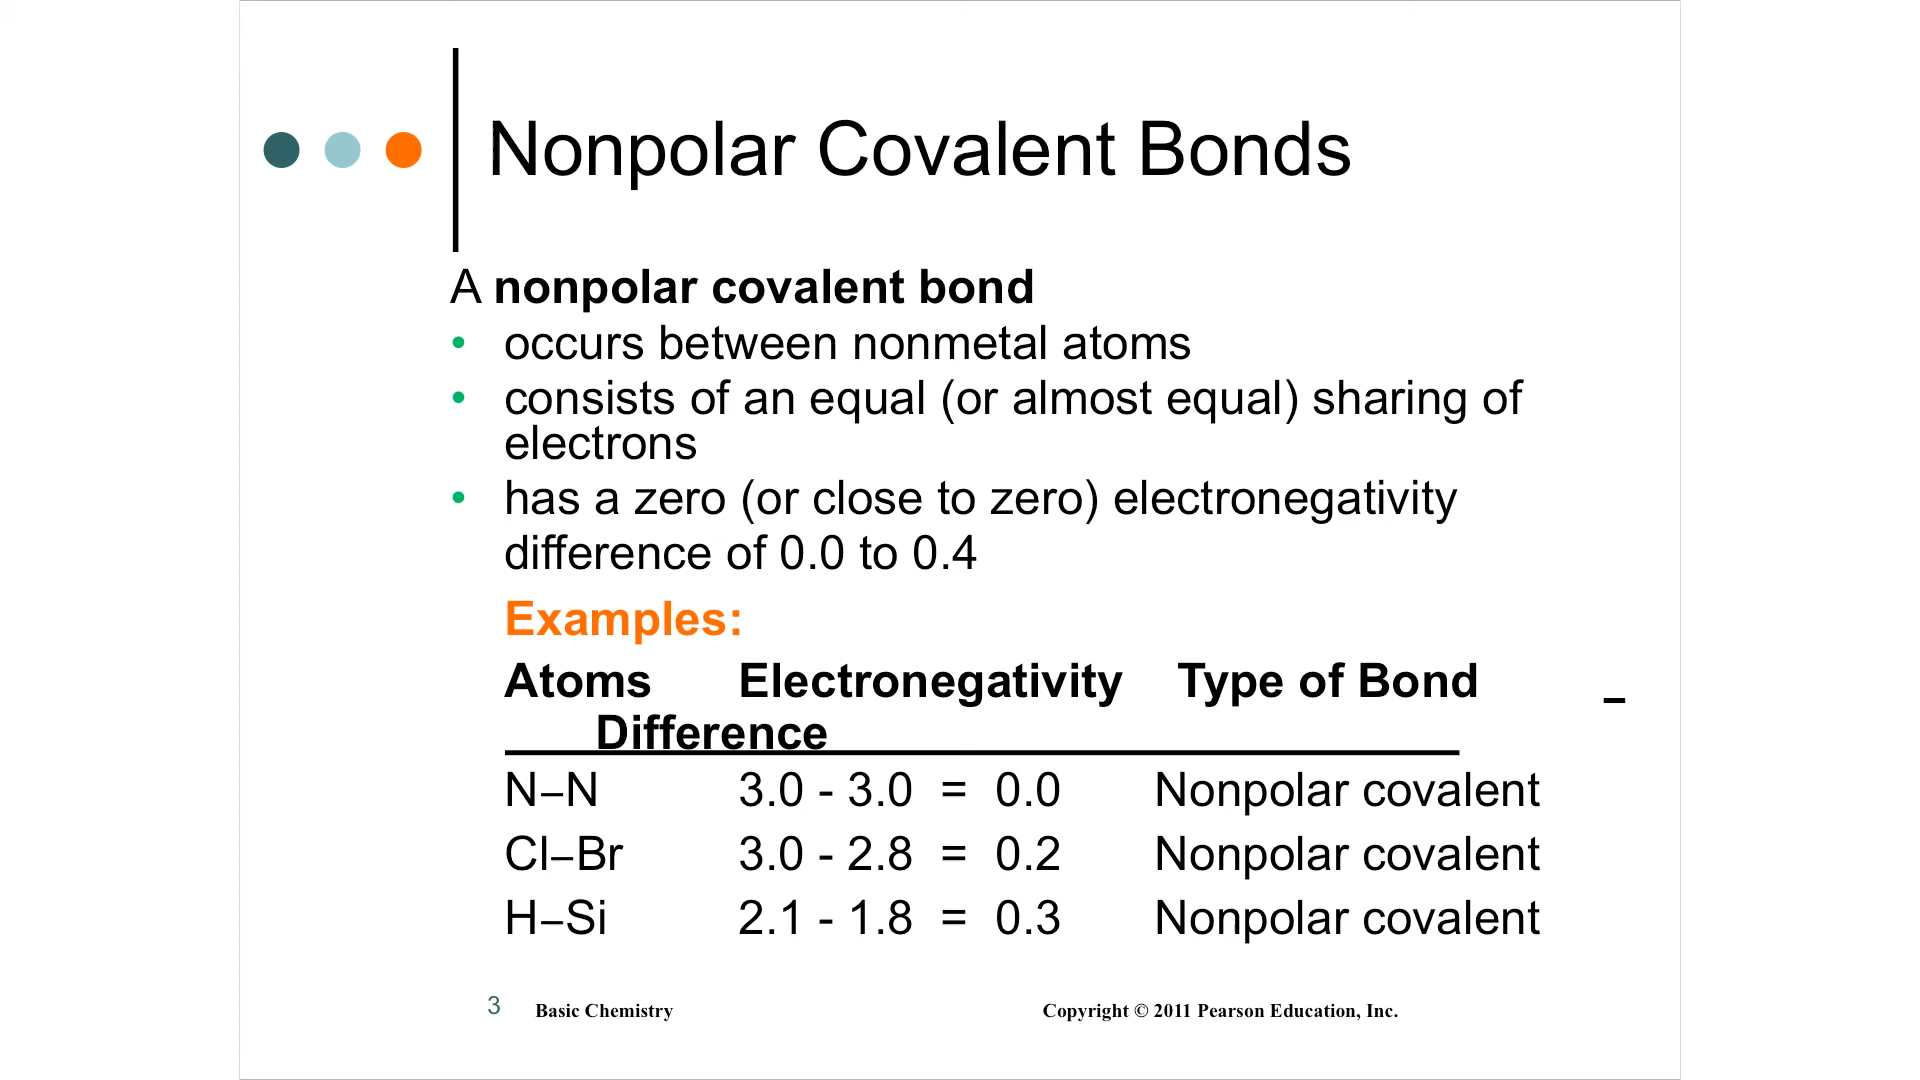 Nonpolar Covalent Bonds
A nonpolar covalent bond
• occurs between nonmetal atoms
• consists of an equal (or almost equal) sharing of
electrons
• has a zero (or close to zero) electronegativity
difference of 0.0 to 0.4
Examples:
Atoms Electronegativity Type of Bond _
Difference
N–N 3.0 - 3.0 = 0.0 Nonpolar covalent
Cl–Br 3.0 - 2.8 = 0.2 Nonpolar covalent
H–Si 2.1 - 1.8 = 0.3 Nonpolar covalent
3 Basic Chemistry Copyright © 2011 Pearson Education, Inc.